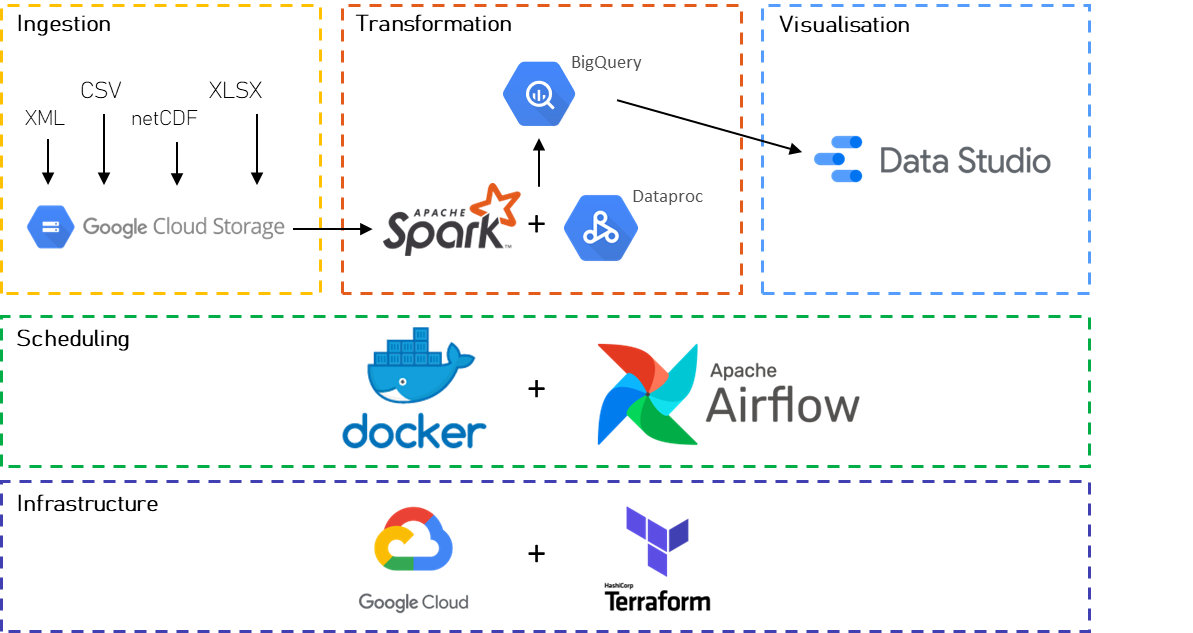 Ingestion
CSV
XLSX
XML
netCDF
Google Cloud Storage
Transformation
BigQuery
APACHE
Spark™
+
Dataproc
Visualisation
Data Studio
Scheduling
docker
+
Apache
Airflow
Infrastructure
Google Cloud
+
HashiCorp
Terraform